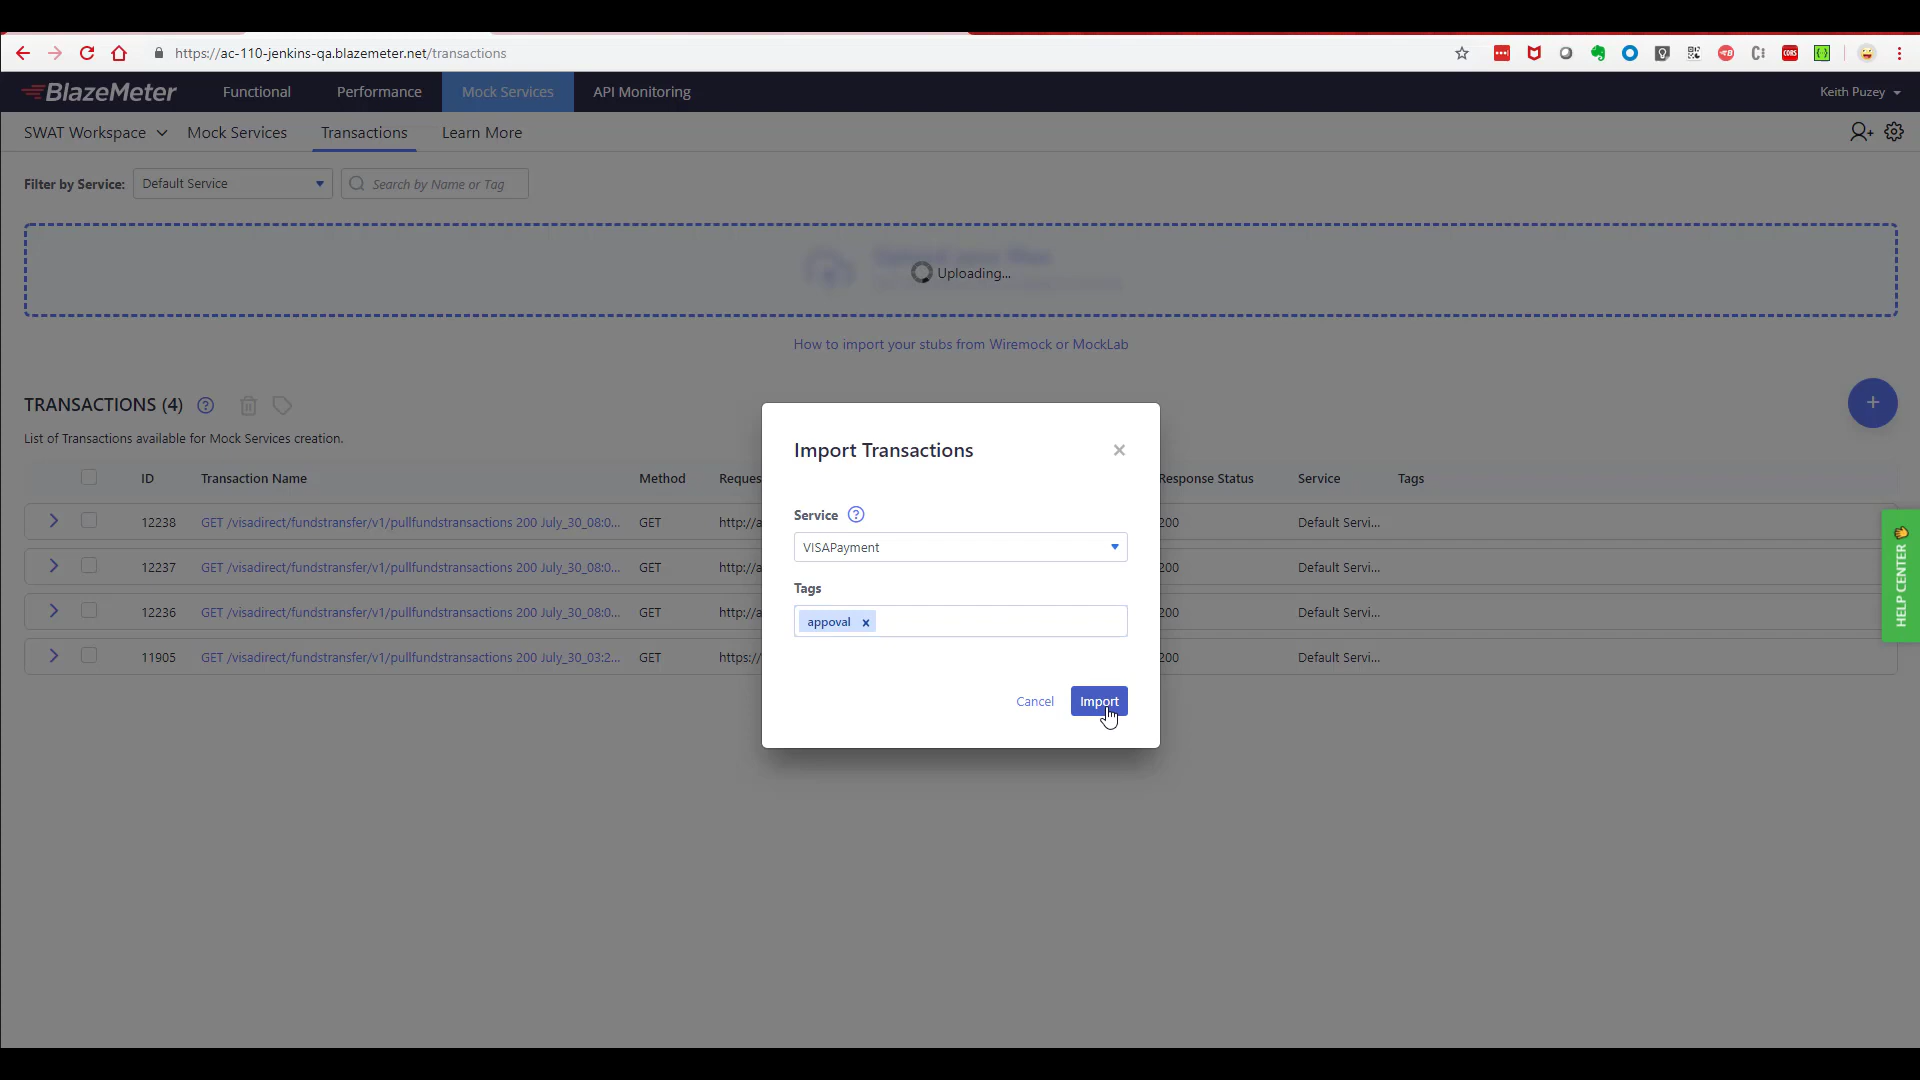 https://ac-110-jenkins-qa.blazemeter.net/transactions
BlazeMeter Functional Performance Mock Services API Monitoring Keith Puzey
SWAT Workspace Mock Services Transactions Learn More
Filter by Service: Default Service Search by Name or Tag
Uploading...
How to import your stubs from Wiremock or MockLab
TRANSACTIONS (4) ?
+
List of Transactions available for Mock Services creation.
Import Transactions ×
ID Transaction Name Method Reques Response Status Service Tags
Service ?
12238 GET /visadirect/fundstransfer/v1/pullfundstransactions 200 July_30_08:0... GET http://a 200 Default Servi...
VISAPayment
12237 GET /visadirect/fundstransfer/v1/pullfundstransactions 200 July_30_08:0... GET http://a 200 Default Servi...
Tags
12236 GET /visadirect/fundstransfer/v1/pullfundstransactions 200 July_30_08:0... GET http://a 200 Default Servi...
appoval x
11905 GET /visadirect/fundstransfer/v1/pullfundstransactions 200 July_30_03:2... GET https:// 200 Default Servi...
Cancel Import
HELP CENTER